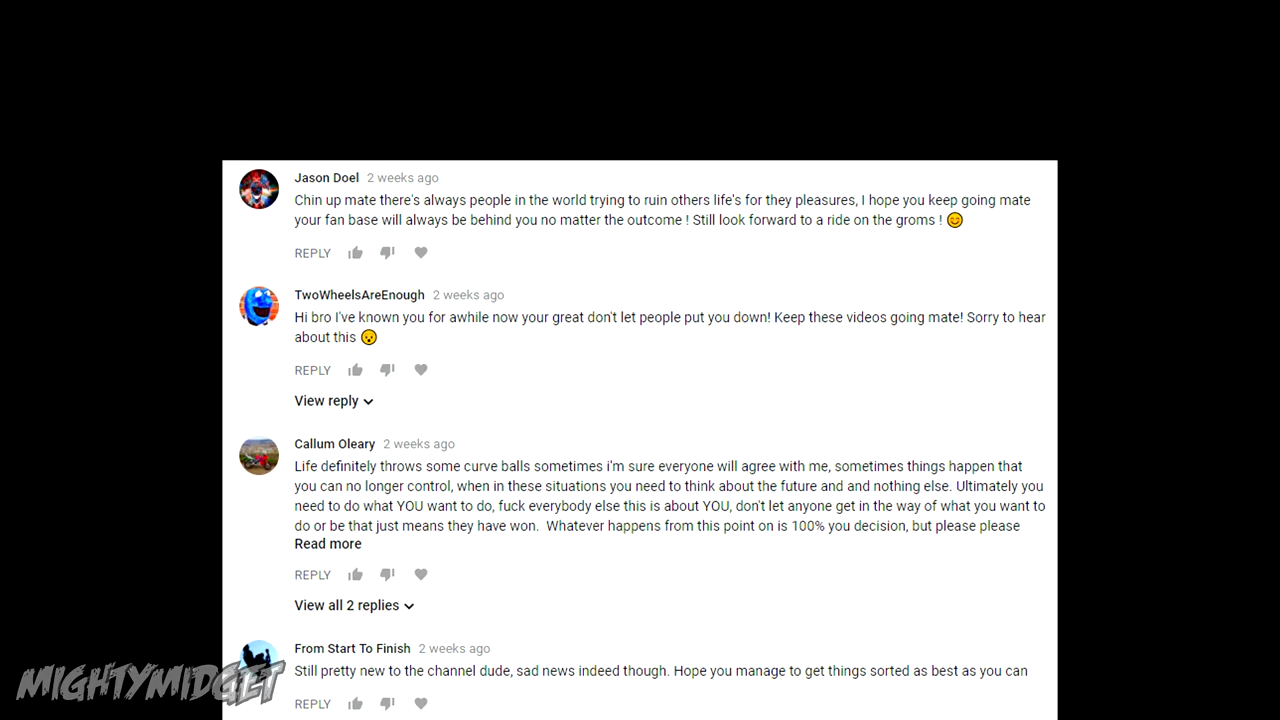 Jason Doel 2 weeks ago
Chin up mate there's always people in the world trying to ruin others life's for they pleasures, I hope you keep going mate
your fan base will always be behind you no matter the outcome ! Still look forward to a ride on the groms ! 😊
REPLY
TwoWheelsAreEnough 2 weeks ago
Hi bro I've known you for awhile now your great don't let people put you down! Keep these videos going mate! Sorry to hear
about this 😮
REPLY
View reply
Callum Oleary 2 weeks ago
Life definitely throws some curve balls sometimes i'm sure everyone will agree with me, sometimes things happen that
you can no longer control, when in these situations you need to think about the future and and nothing else. Ultimately you
need to do what YOU want to do, fuck everybody else this is about YOU, don't let anyone get in the way of what you want to
do or be that just means they have won.  Whatever happens from this point on is 100% you decision, but please please
Read more
REPLY
View all 2 replies
From Start To Finish 2 weeks ago
Still pretty new to the channel dude, sad news indeed though. Hope you manage to get things sorted as best as you can
REPLY
MIGHTYMIDGET